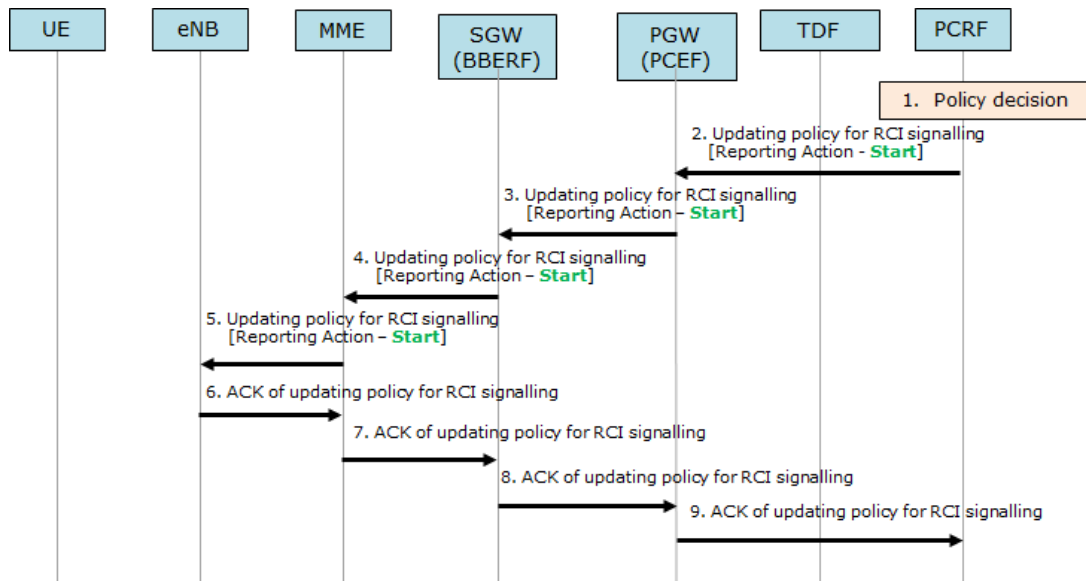 UE
eNB
MME
SGW
(BBERF)
PGW
(PCEF)
TDF
PCRF
1. Policy decision
2. Updating policy for RCI signalling
[Reporting Action - Start]
3. Updating policy for RCI signalling
[Reporting Action – Start]
4. Updating policy for RCI signalling
[Reporting Action – Start]
5. Updating policy for RCI signalling
[Reporting Action – Start]
6. ACK of updating policy for RCI signalling
7. ACK of updating policy for RCI signalling
8. ACK of updating policy for RCI signalling
9. ACK of updating policy for RCI signalling